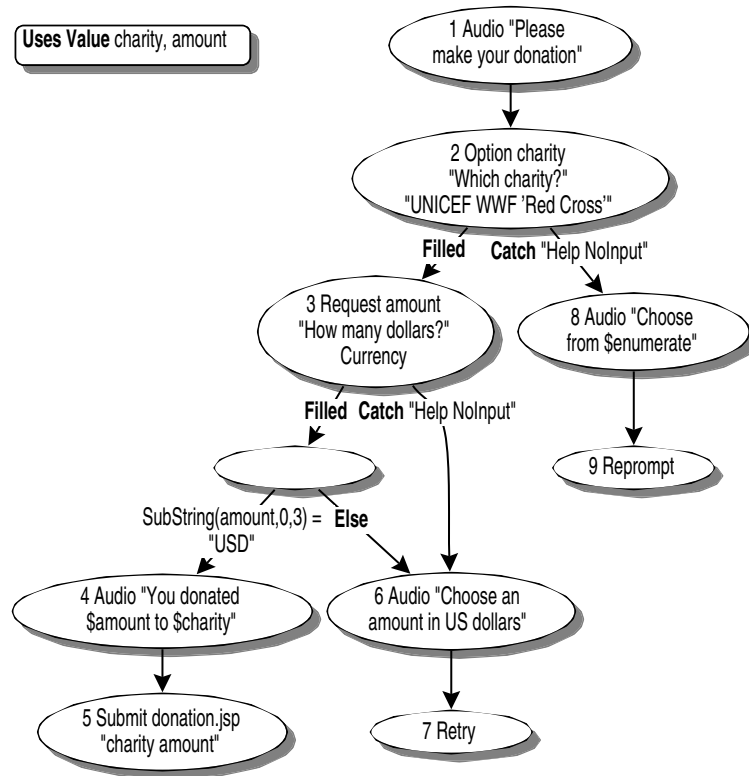 Uses Value charity, amount
1 Audio "Please
make your donation"
2 Option charity
"Which charity?"
"UNICEF WWF 'Red Cross'"
Filled
Catch "Help NoInput"
3 Request amount
"How many dollars?"
Currency
8 Audio "Choose
from $enumerate"
Filled
Catch "Help NoInput"
9 Reprompt
SubString(amount,0,3) =
"USD"
Else
4 Audio "You donated
$amount to $charity"
6 Audio "Choose an
amount in US dollars"
5 Submit donation.jsp
"charity amount"
7 Retry